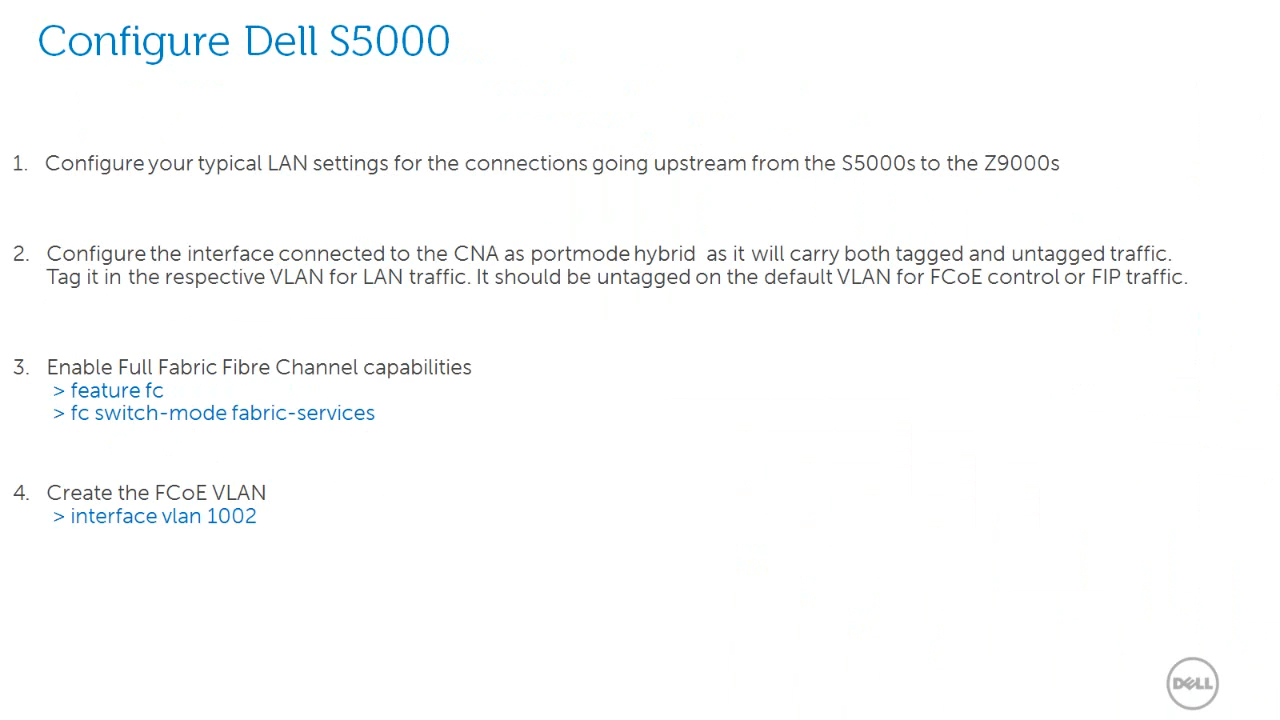 Configure Dell S5000
1. Configure your typical LAN settings for the connections going upstream from the S5000s to the Z9000s
2. Configure the interface connected to the CNA as portmode hybrid as it will carry both tagged and untagged traffic.
Tag it in the respective VLAN for LAN traffic. It should be untagged on the default VLAN for FCoE control or FIP traffic.
3. Enable Full Fabric Fibre Channel capabilities
> feature fc
> fc switch-mode fabric-services
4. Create the FCoE VLAN
> interface vlan 1002
DELL